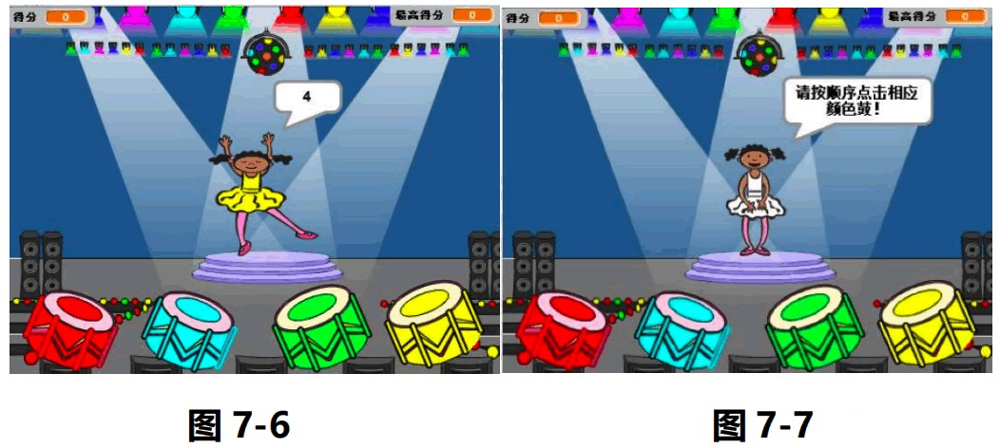 得分 0
最高得分 0
得分 0
最高得分 0
4
请按顺序点击相应
颜色鼓！
图 7-6
图 7-7